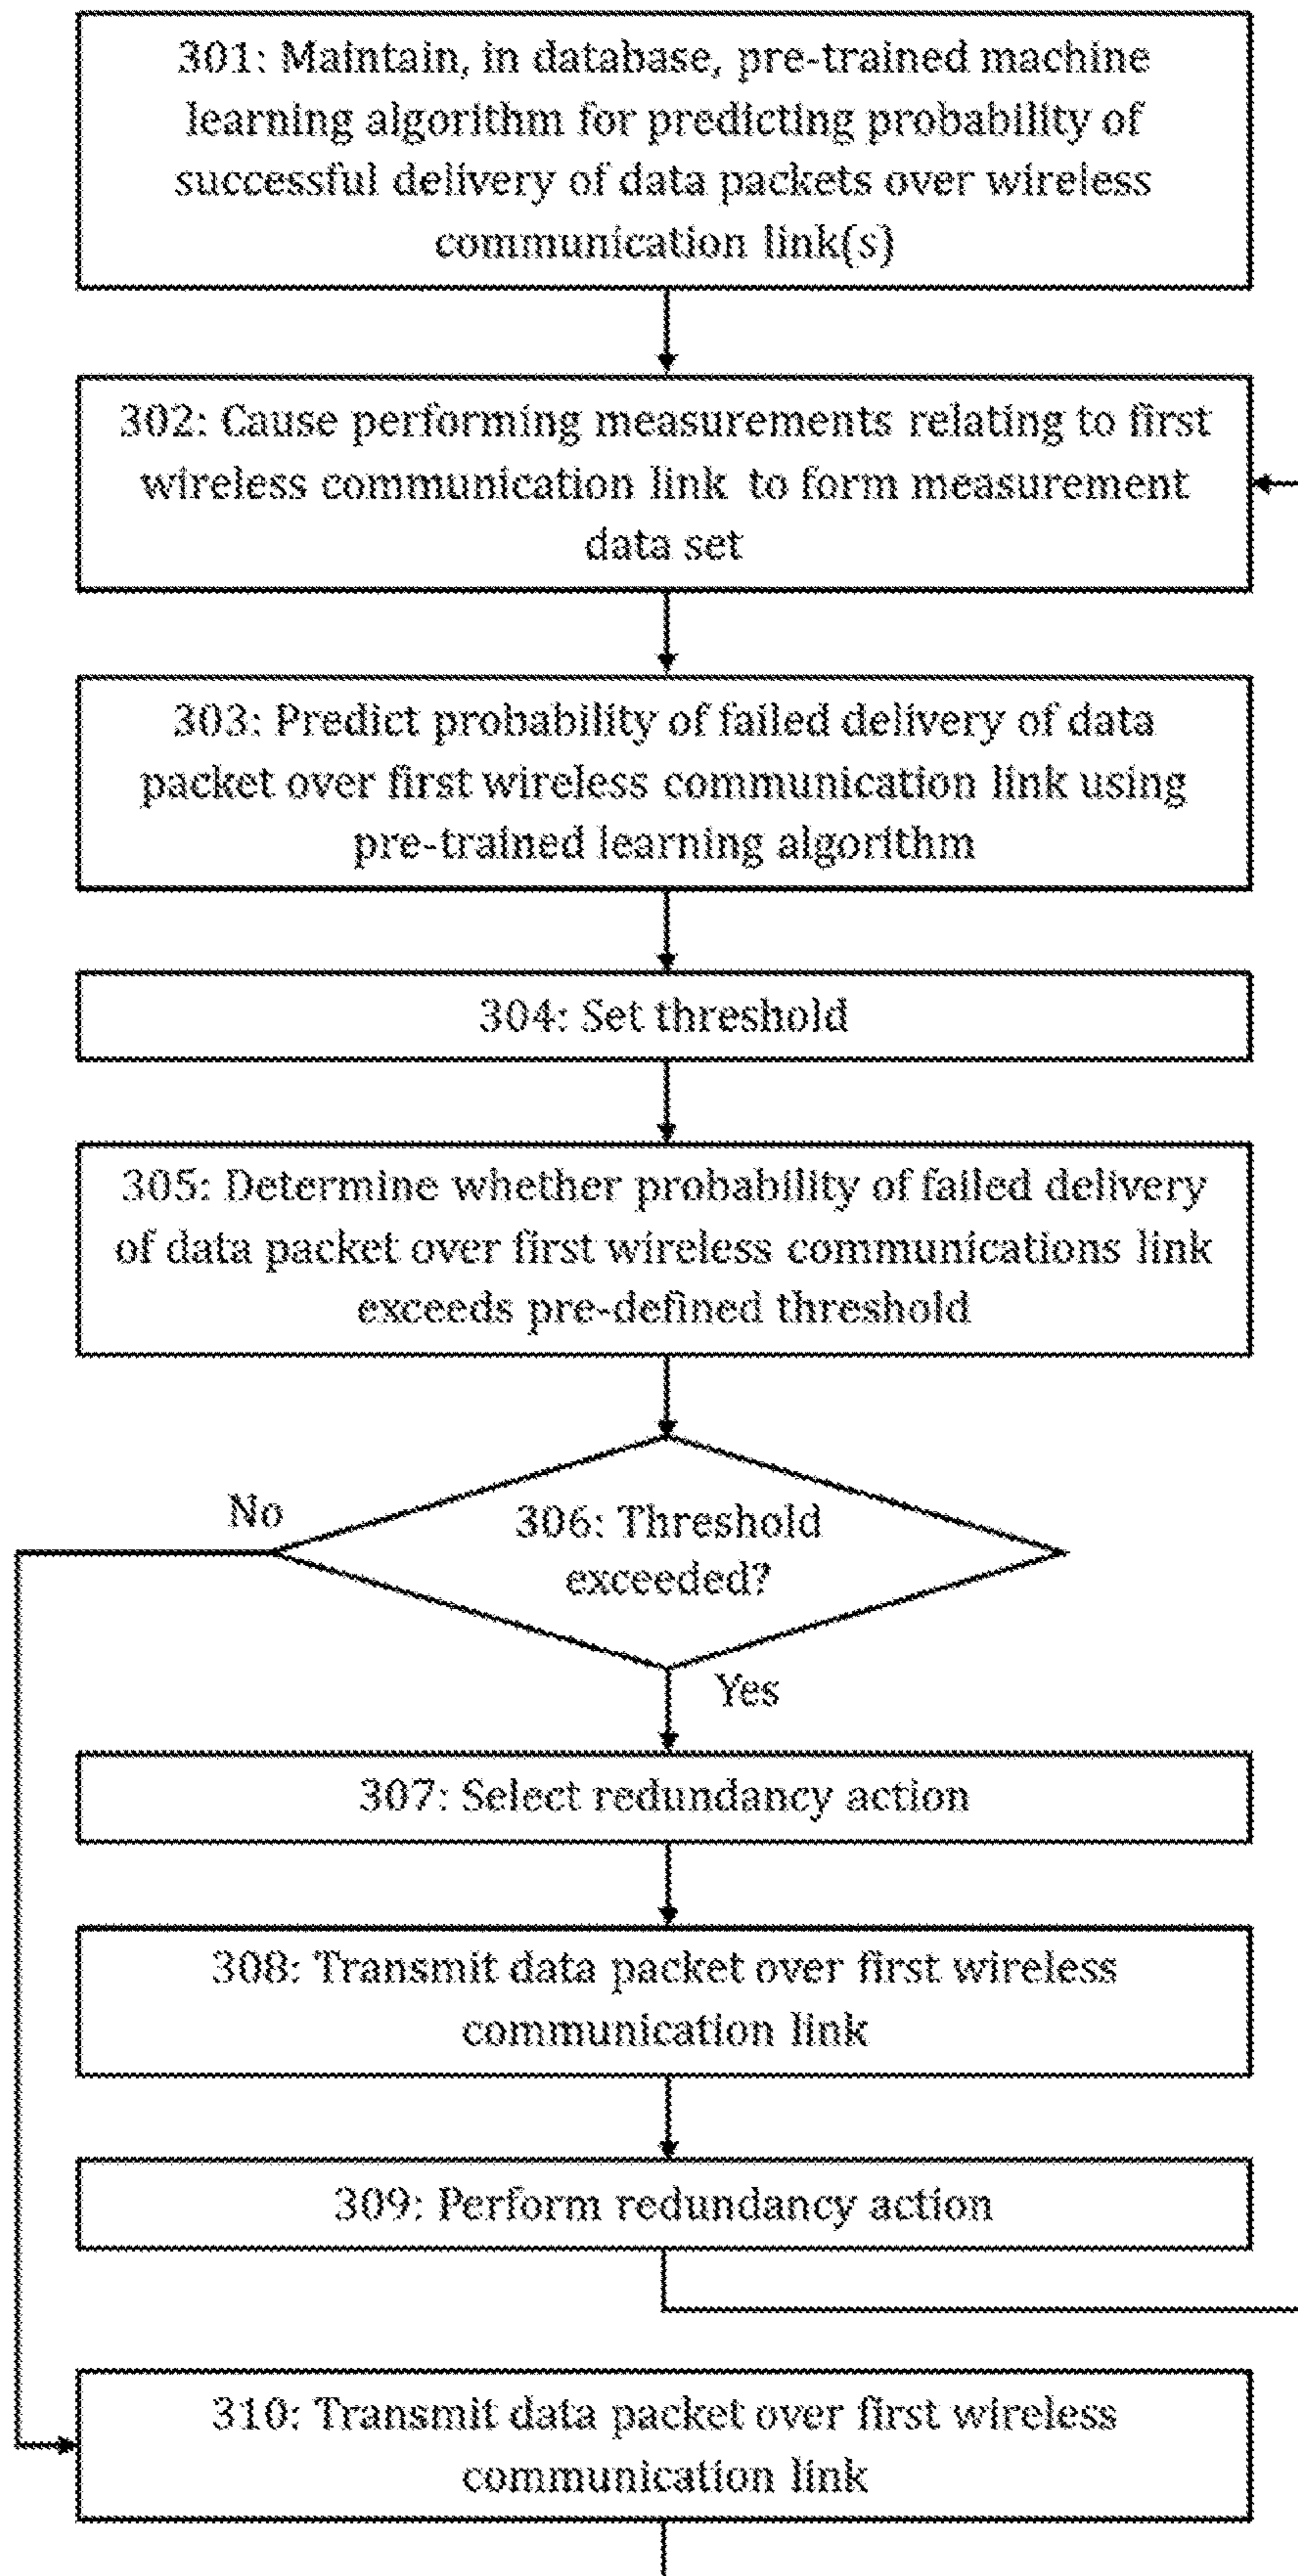 301: Maintain, in database, pre-trained machine
learning algorithm for predicting probability of
successful delivery of data packets over wireless
communication link(s)
302: Cause performing measurements relating to first
wireless communication link to form measurement
data set
303: Predict probability of failed delivery of data
packet over first wireless communication link using
pre-trained learning algorithm
304: Set threshold
305: Determine whether probability of failed delivery
of data packet over first wireless communications link
exceeds pre-defined threshold
No
306: Threshold
exceeded?
Yes
307: Select redundancy action
308: Transmit data packet over first wireless
communication link
309: Perform redundancy action
310: Transmit data packet over first wireless
communication link